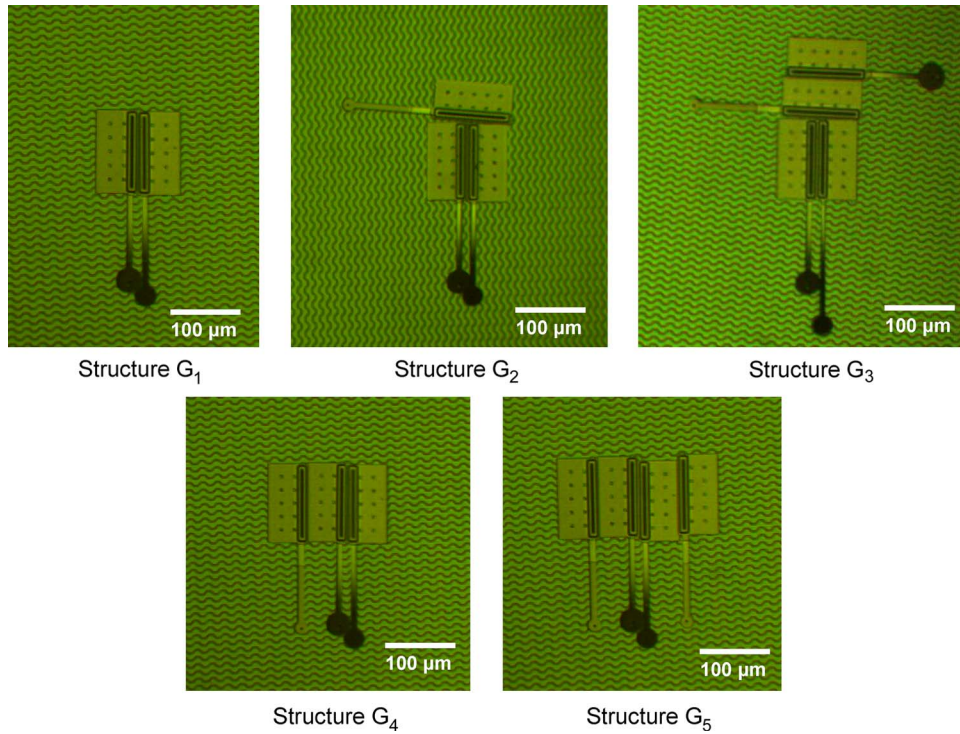 100 μm
100 μm
100 μm
Structure G₁
Structure G₂
Structure G₃
100 μm
100 μm
Structure G₄
Structure G₅